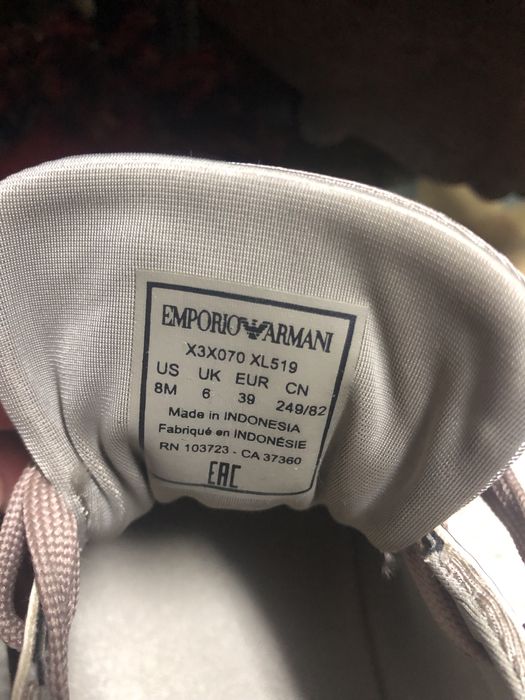 EMPORIO ARMANI
X3X070 XL519
US UK EUR CN
8M 6 39 249/82
Made in INDONESIA
Fabriqué en INDONÉSIE
RN 103723 - CA 37360
EAC